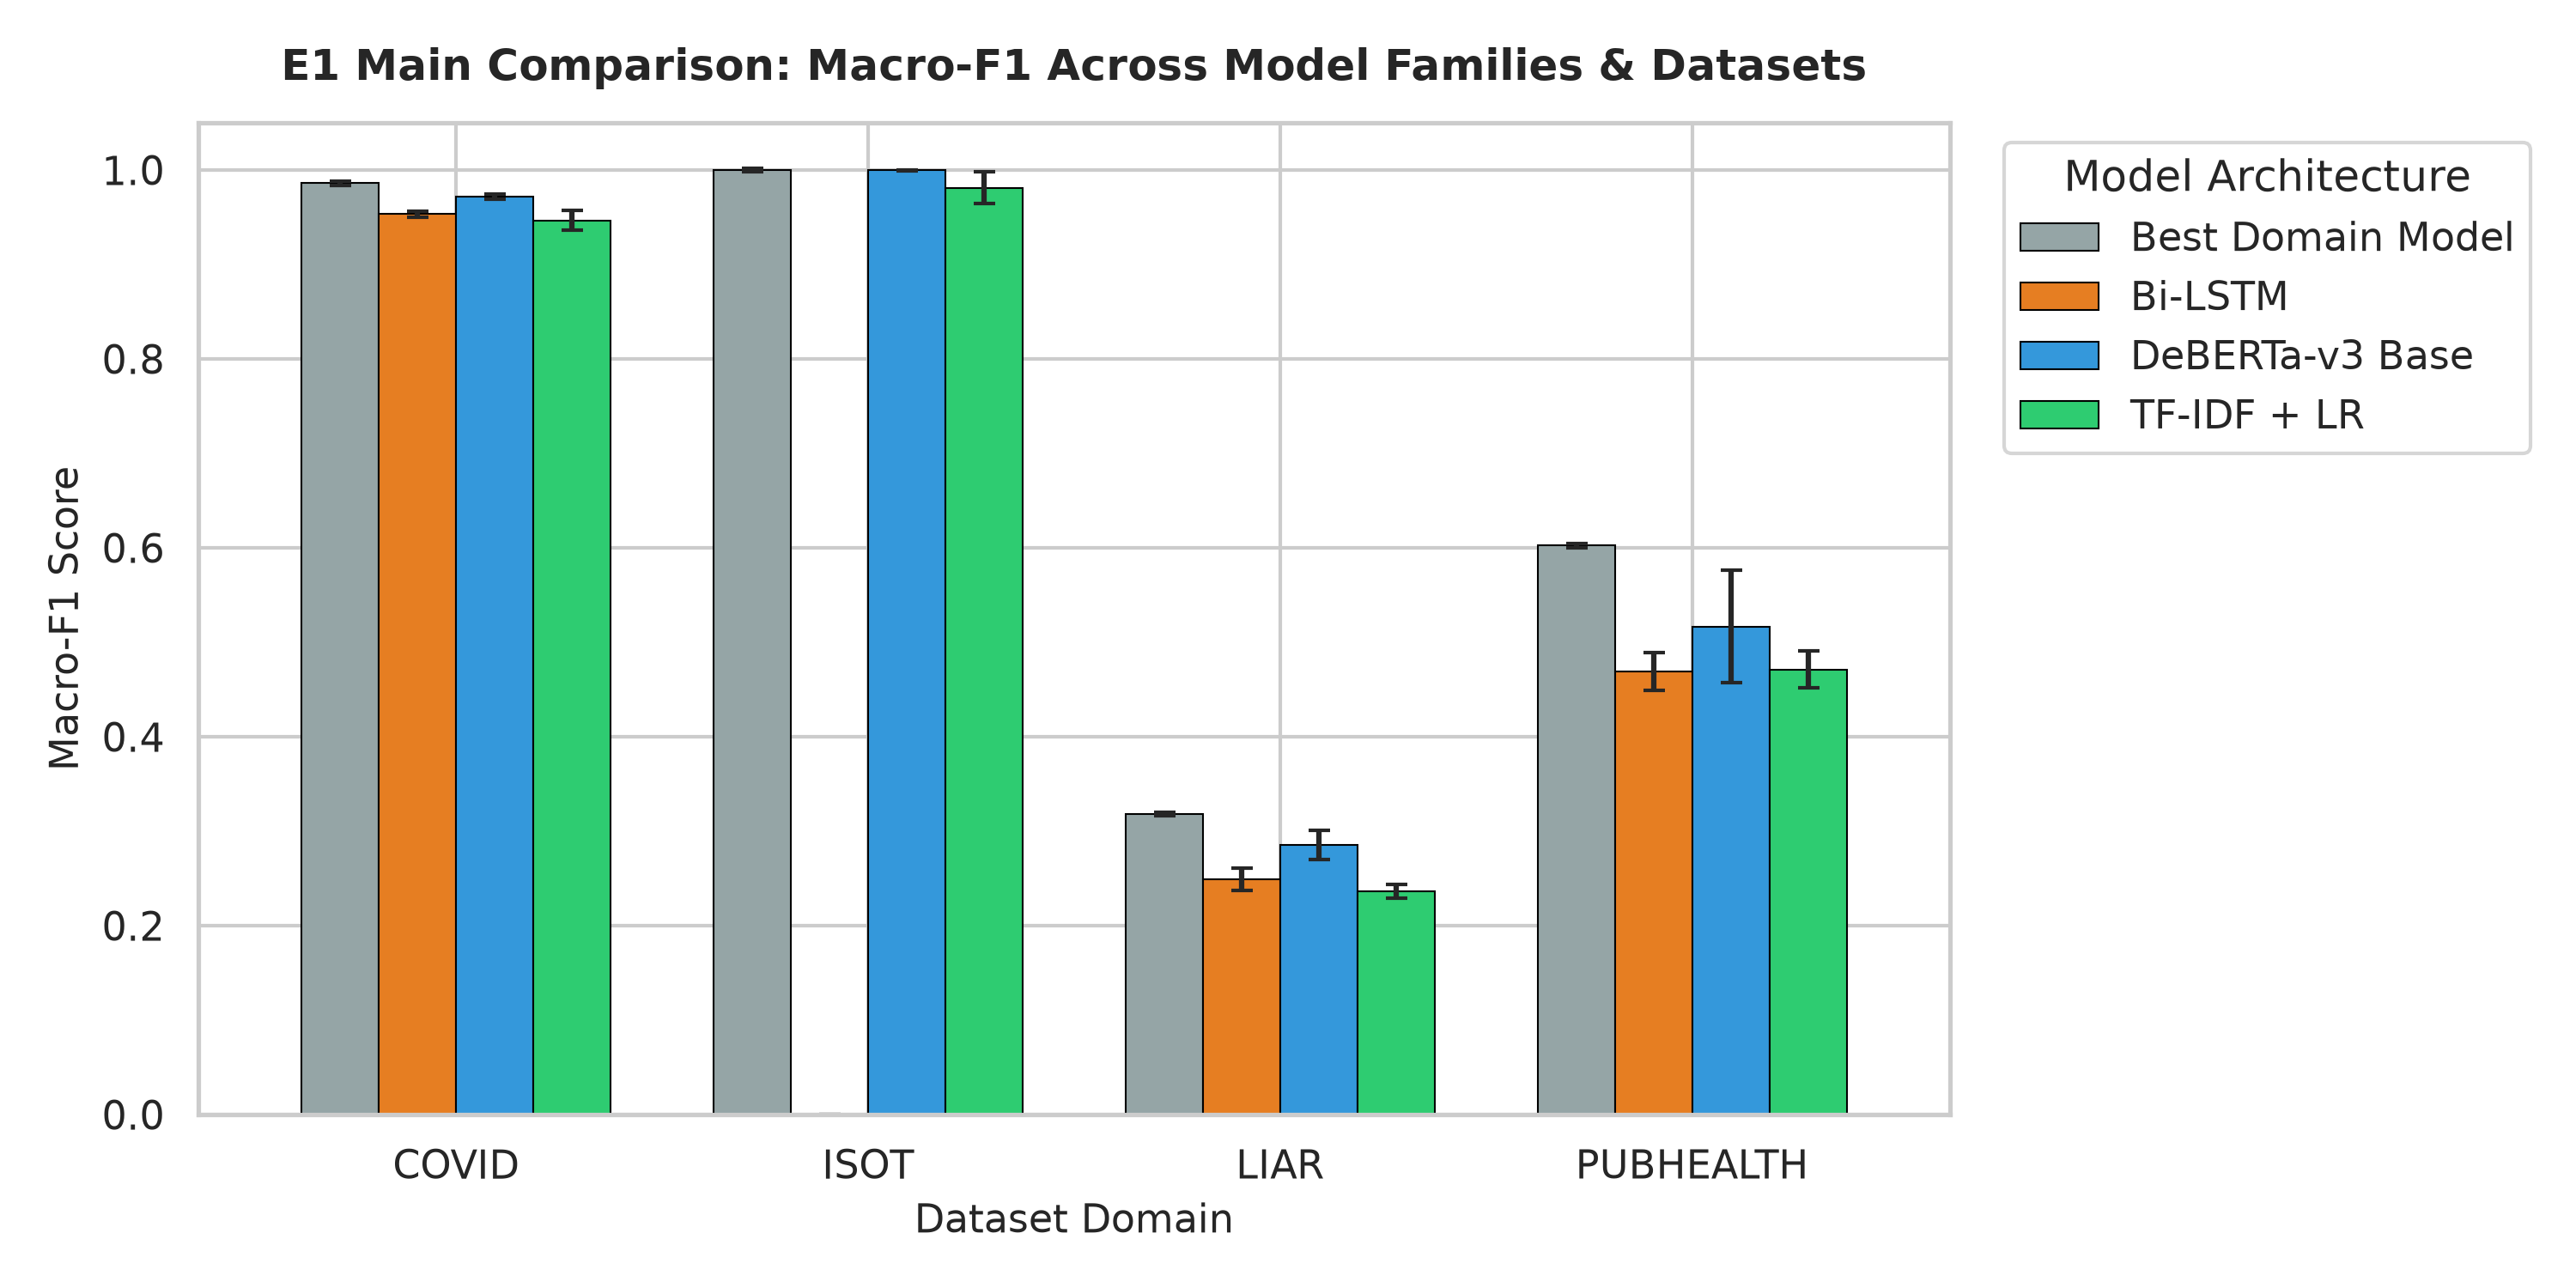 E1 Main Comparison: Macro-F1 Across Model Families & Datasets
Macro-F1 Score
1.0
0.8
0.6
0.4
0.2
0.0
COVID
ISOT
LIAR
PUBHEALTH
Dataset Domain
Model Architecture
Best Domain Model
Bi-LSTM
DeBERTa-v3 Base
TF-IDF + LR